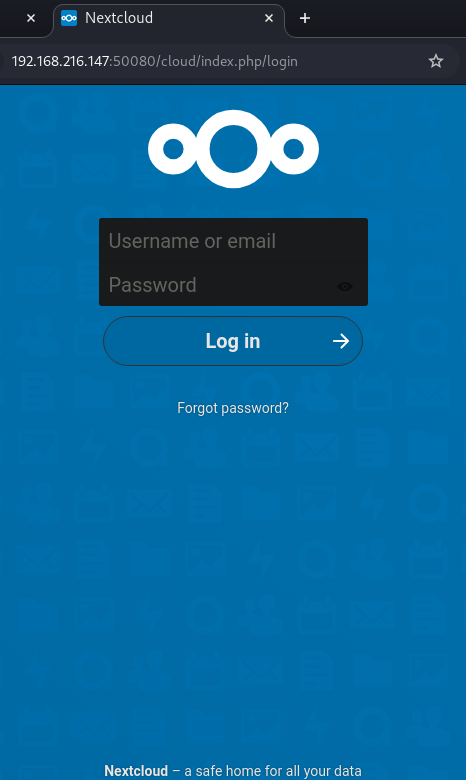 Nextcloud
192.168.216.147:50080/cloud/index.php/login
Username or email
Password
Log in
Forgot password?
Nextcloud – a safe home for all your data